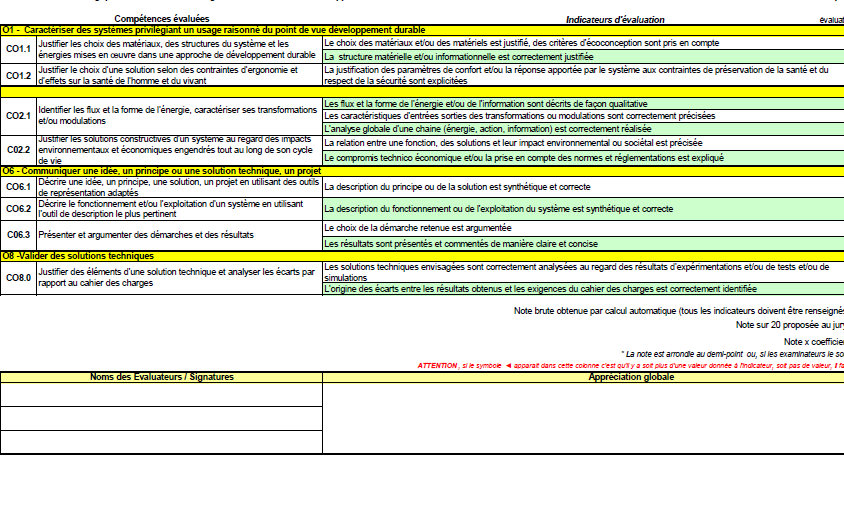 Compétences évaluées
Indicateurs d'évaluation
évaluat
O1 - Caractériser des systèmes privilégiant un usage raisonné du point de vue développement durable
CO1.1
Justifier les choix des matériaux, des structures du système et les
énergies mises en œuvre dans une approche de développement durable
Le choix des matériaux et/ou des matériels est justifié, des critères d'écoconception sont pris en compte
La structure matérielle et/ou informationnelle est correctement justifiée
CO1.2
Justifier le choix d'une solution selon des contraintes d'ergonomie et
d'effets sur la santé de l'homme et du vivant
La justification des paramètres de confort et/ou la réponse apportée par le système aux contraintes de préservation de la santé et du
respect de la sécurité sont explicitées
CO2.1
Identifier les flux et la forme de l'énergie, caractériser ses transformations
et/ou modulations
Les flux et la forme de l'énergie et/ou de l'information sont décrits de façon qualitative
Les caractéristiques d'entrées sorties des transformations ou modulations sont correctement précisées
L'analyse globale d'une chaine (énergie, action, information) est correctement réalisée
C02.2
Justifier les solutions constructives d'un système au regard des impacts
environnementaux et économiques engendrés tout au long de son cycle
de vie
La relation entre une fonction, des solutions et leur impact environmental ou sociétal est précisée
Le compromis technico économique et/ou la prise en compte des normes et réglementations est expliqué
O6 - Communiquer une idée, un principe ou une solution technique, un projet
CO6.1
Décrire une idée, un principe, une solution, un projet en utilisant des outils
de représentation adaptés
La description du principe ou de la solution est synthétique et correcte
CO6.2
Décrire le fonctionnement et/ou l'exploitation d'un système en utilisant
l'outil de description le plus pertinent
La description du fonctionnement ou de l'exploitation du système est synthétique et correcte
C06.3
Présenter et argumenter des démarches et des résultats
Le choix de la démarche retenue est argumentée
Les résultats sont présentés et commentés de manière claire et concise
O8 -Valider des solutions techniques
CO8.0
Justifier des éléments d'une solution technique et analyser les écarts par
rapport au cahier des charges
Les solutions techniques envisagées sont correctement analysées au regard des résultats d'expérimentations et/ou de tests et/ou de
simulations
L'origine des écarts entre les résultats obtenus et les exigences du cahier des charges est correctement identifiée
Note brute obtenue par calcul automatique (tous les indicateurs doivent être renseignés
Note sur 20 proposée au jury
Note x coefficien
* La note est arrondie au demi-point ou, si les examinateurs le so
ATTENTION, si le symbole ◄ apparait dans cette colonne c'est qu'il y a soit plus d'une valeur donnée à l'indicateur, soit pas de valeur, il fa
Noms des Evaluateurs / Signatures
Appréciation globale